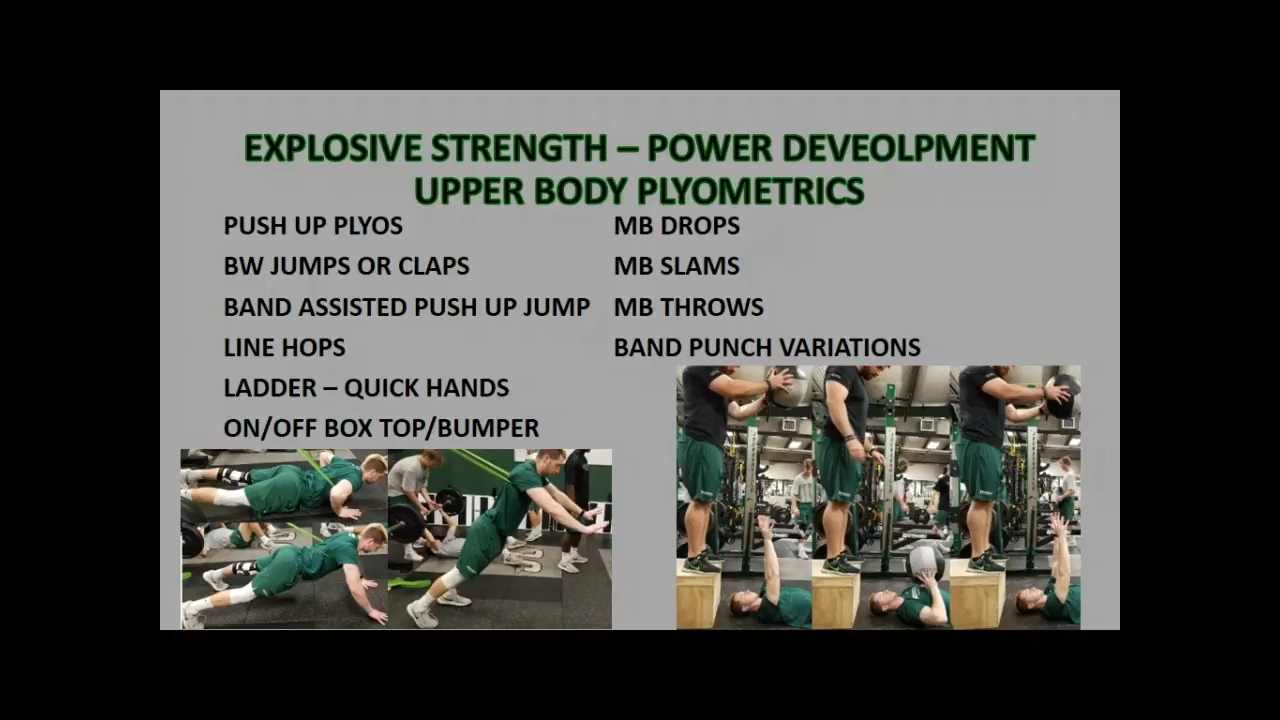 EXPLOSIVE STRENGTH – POWER DEVEOLPMENT
UPPER BODY PLYOMETRICS
PUSH UP PLYOS
BW JUMPS OR CLAPS
BAND ASSISTED PUSH UP JUMP
LINE HOPS
LADDER – QUICK HANDS
ON/OFF BOX TOP/BUMPER
MB DROPS
MB SLAMS
MB THROWS
BAND PUNCH VARIATIONS